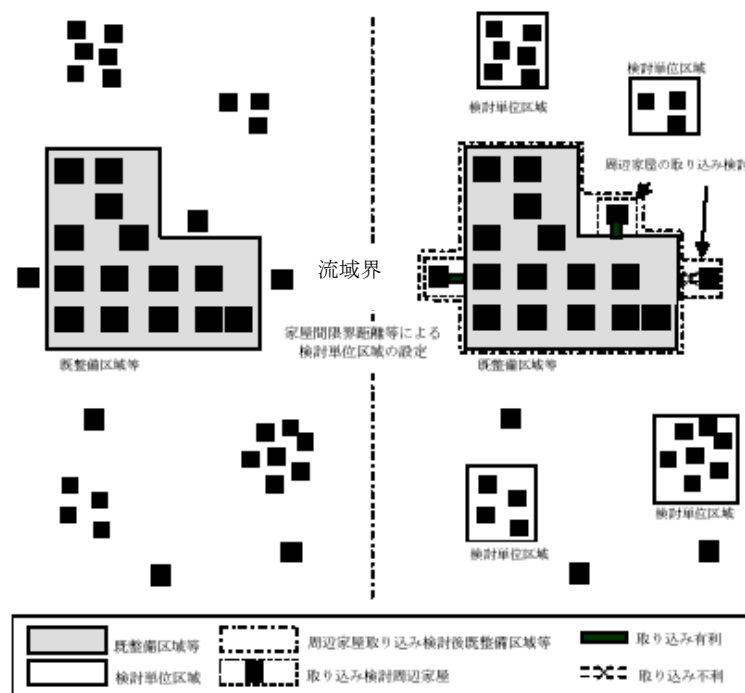 検討単位区域
検討単位区域
周辺家屋の取り込み検討
流域界
家屋間限界距離等による
検討単位区域の設定
既整備区域等
既整備区域等
検討単位区域
検討単位区域
既整備区域等
周辺家屋取り込み検討後既整備区域等
取り込み有利
検討単位区域
取り込み検討周辺家屋
取り込み不利